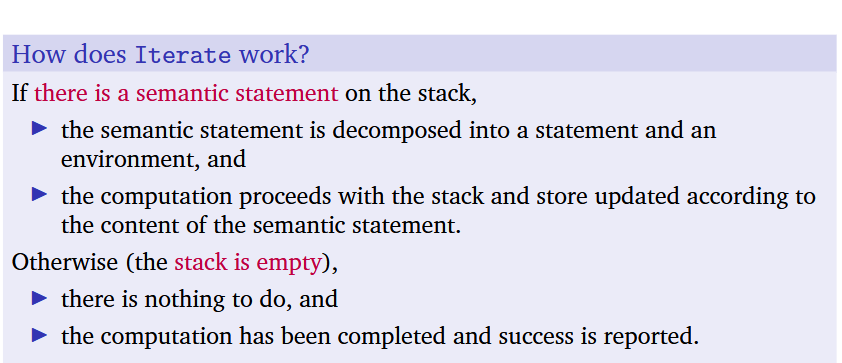 How does Iterate work?
If there is a semantic statement on the stack,
▶ the semantic statement is decomposed into a statement and an
environment, and
▶ the computation proceeds with the stack and store updated according to
the content of the semantic statement.
Otherwise (the stack is empty),
▶ there is nothing to do, and
▶ the computation has been completed and success is reported.